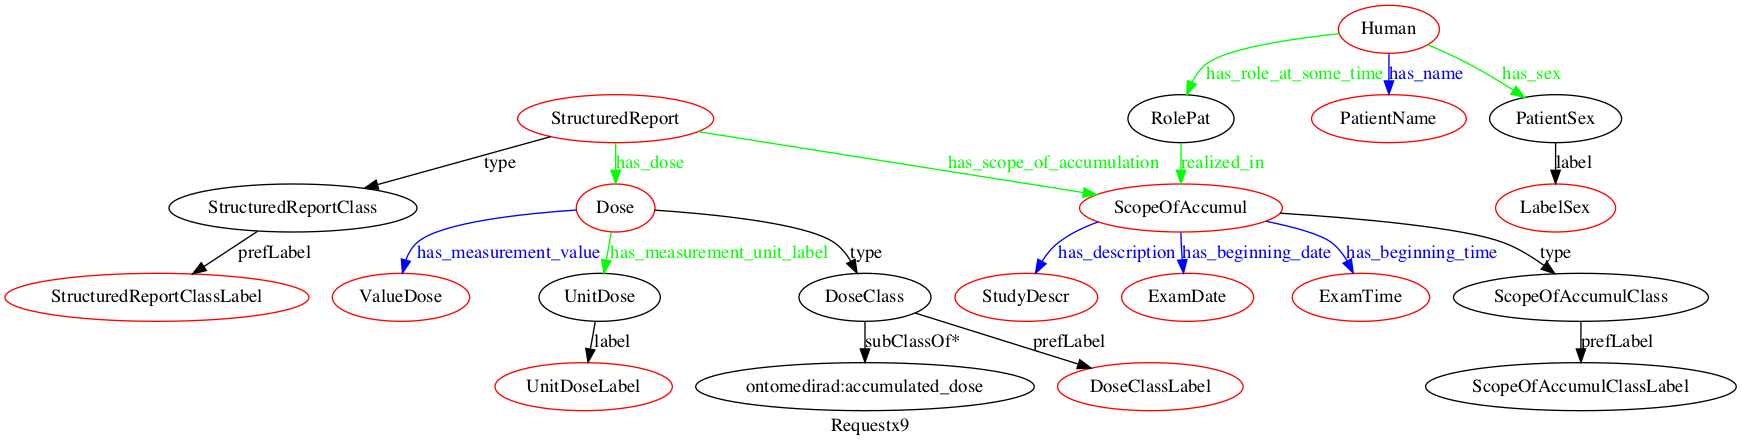 Human
has_role_at_some_time
has_name
has_sex
StructuredReport
RolePat
PatientName
PatientSex
type
has_dose
has_scope_of_accumulation
realized_in
label
StructuredReportClass
Dose
ScopeOfAccumul
LabelSex
prefLabel
has_measurement_value
has_measurement_unit_label
type
has_description
has_beginning_date
has_beginning_time
type
StructuredReportClassLabel
ValueDose
UnitDose
DoseClass
StudyDescr
ExamDate
ExamTime
ScopeOfAccumulClass
label
subClassOf*
prefLabel
prefLabel
UnitDoseLabel
ontomedirad:accumulated_dose
DoseClassLabel
ScopeOfAccumulClassLabel
Requestx9